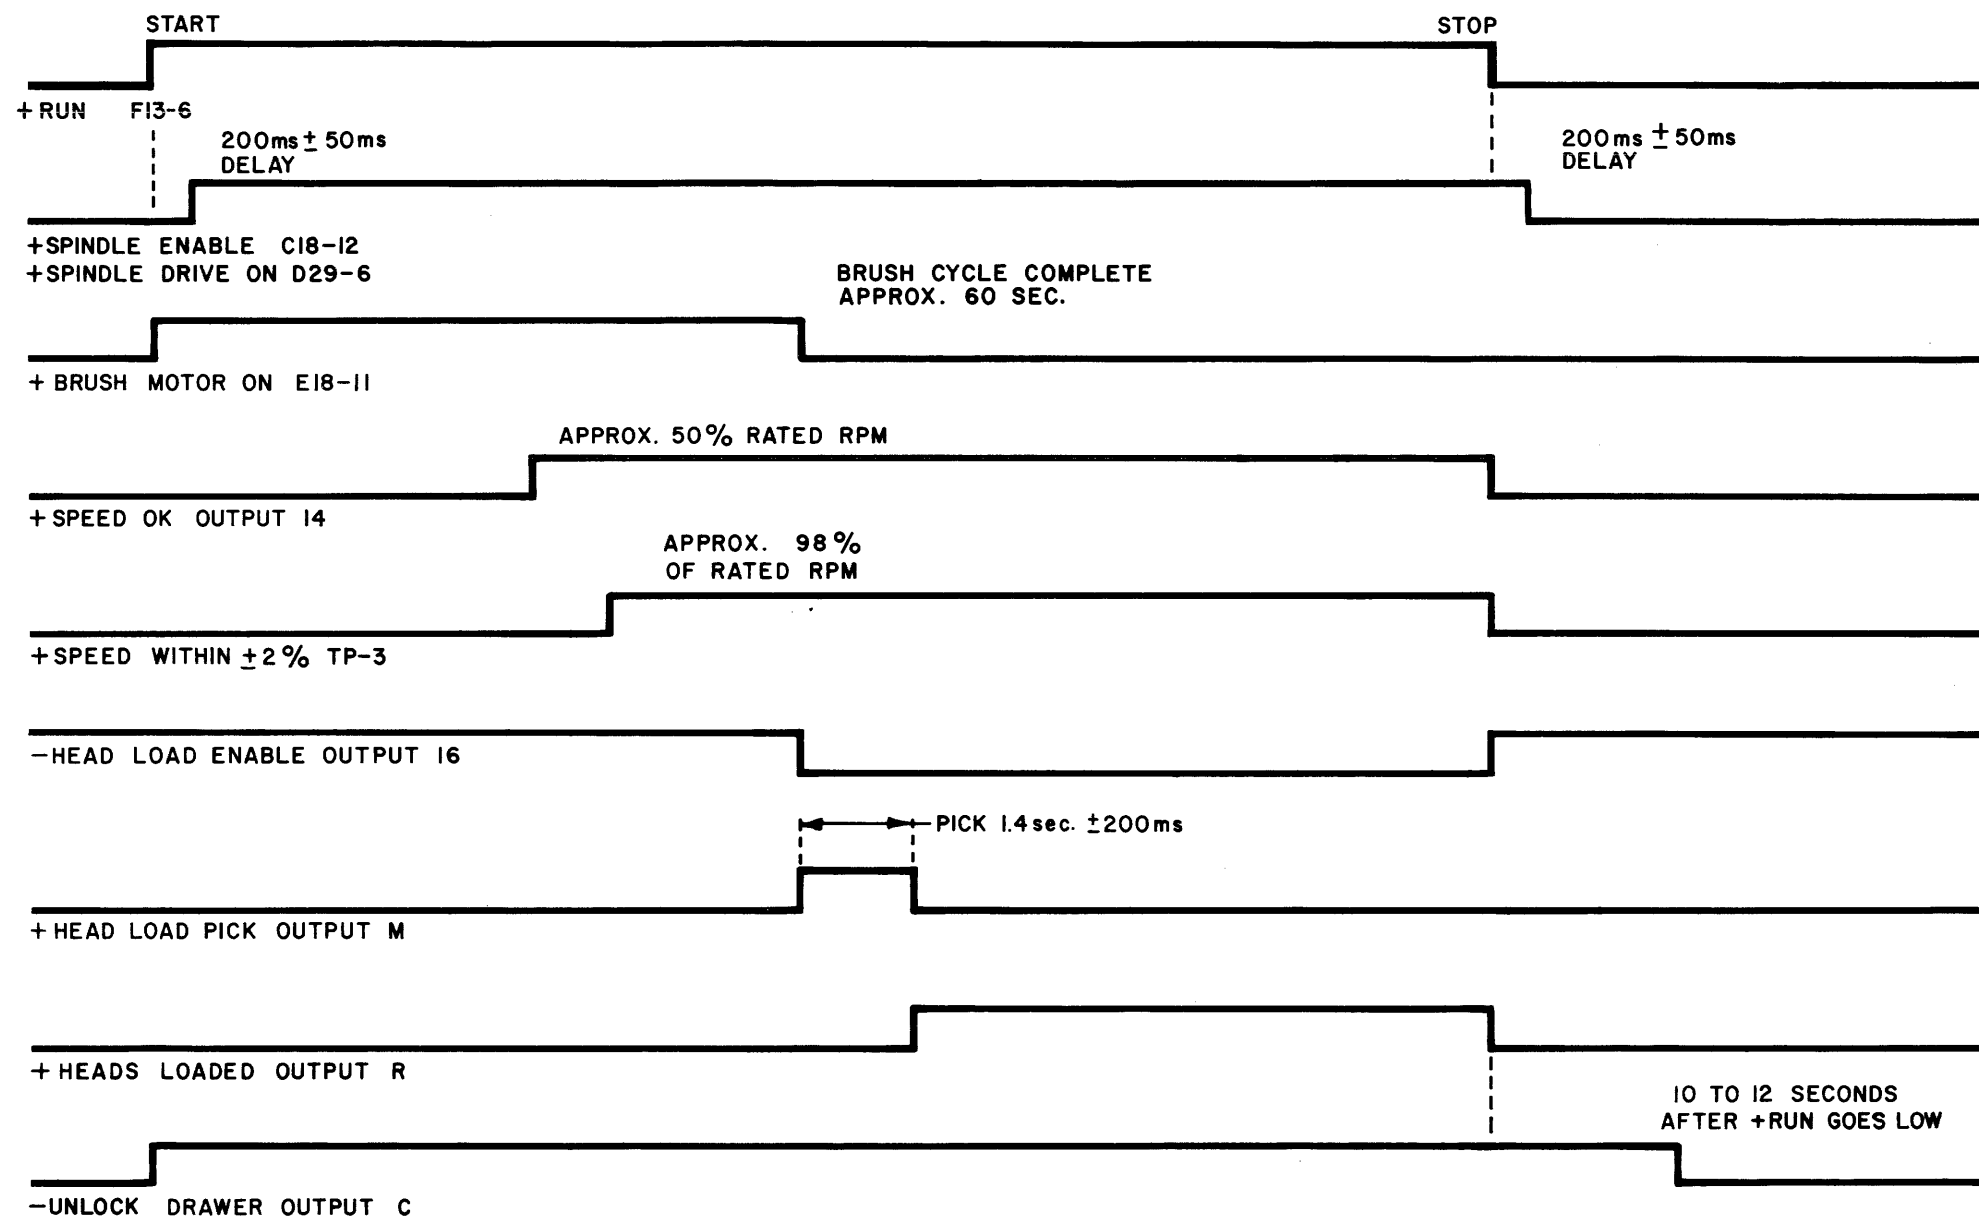 START
STOP
+RUN F13-6
200ms ± 50ms
DELAY
200ms ± 50ms
DELAY
+SPINDLE ENABLE C18-12
+SPINDLE DRIVE ON D29-6
BRUSH CYCLE COMPLETE
APPROX. 60 SEC.
+ BRUSH MOTOR ON E18-11
APPROX. 50% RATED RPM
+ SPEED OK OUTPUT 14
APPROX. 98%
OF RATED RPM
+ SPEED WITHIN ±2% TP-3
-HEAD LOAD ENABLE OUTPUT 16
PICK 1.4sec. ±200ms
+ HEAD LOAD PICK OUTPUT M
+ HEADS LOADED OUTPUT R
10 TO 12 SECONDS
AFTER +RUN GOES LOW
-UNLOCK DRAWER OUTPUT C